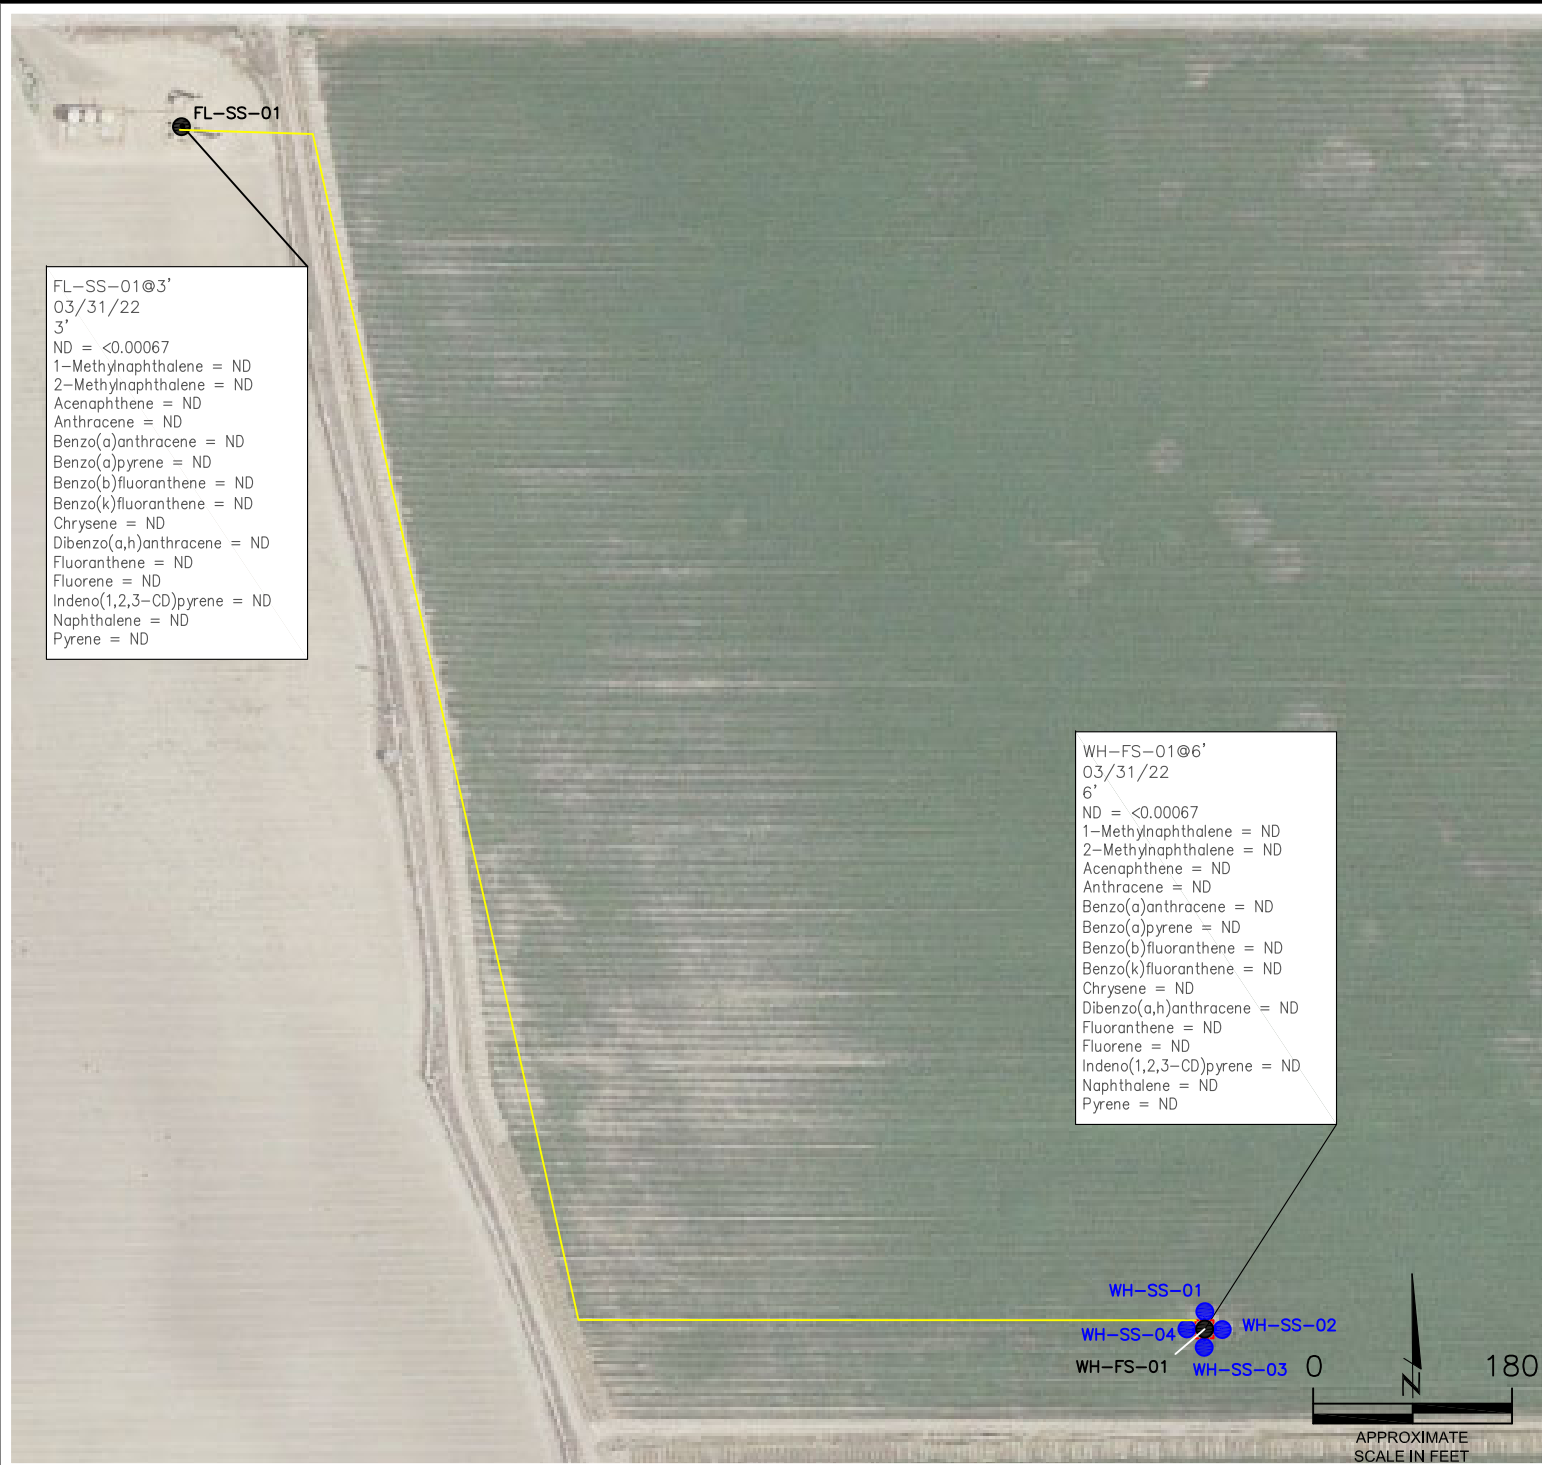 FL-SS-01
FL-SS-01@3'
03/31/22
3'
ND = <0.00067
1-Methylnaphthalene = ND
2-Methylnaphthalene = ND
Acenaphthene = ND
Anthracene = ND
Benzo(a)anthracene = ND
Benzo(a)pyrene = ND
Benzo(b)fluoranthene = ND
Benzo(k)fluoranthene = ND
Chrysene = ND
Dibenzo(a,h)anthracene = ND
Fluoranthene = ND
Fluorene = ND
Indeno(1,2,3-CD)pyrene = ND
Naphthalene = ND
Pyrene = ND
WH-FS-01@6'
03/31/22
6'
ND = <0.00067
1-Methylnaphthalene = ND
2-Methylnaphthalene = ND
Acenaphthene = ND
Anthracene = ND
Benzo(a)anthracene = ND
Benzo(a)pyrene = ND
Benzo(b)fluoranthene = ND
Benzo(k)fluoranthene = ND
Chrysene = ND
Dibenzo(a,h)anthracene = ND
Fluoranthene = ND
Fluorene = ND
Indeno(1,2,3-CD)pyrene = ND
Naphthalene = ND
Pyrene = ND
WH-SS-01
WH-SS-02
WH-SS-04
WH-FS-01
WH-SS-03
0 180
N
APPROXIMATE
SCALE IN FEET